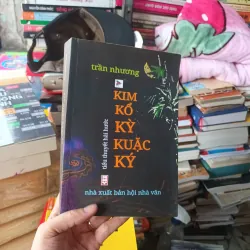 trần nhương
KIM
KỔ
KỲ
KUẶC
KÝ
tiểu thuyết hài hước
nhà xuất bản hội nhà văn